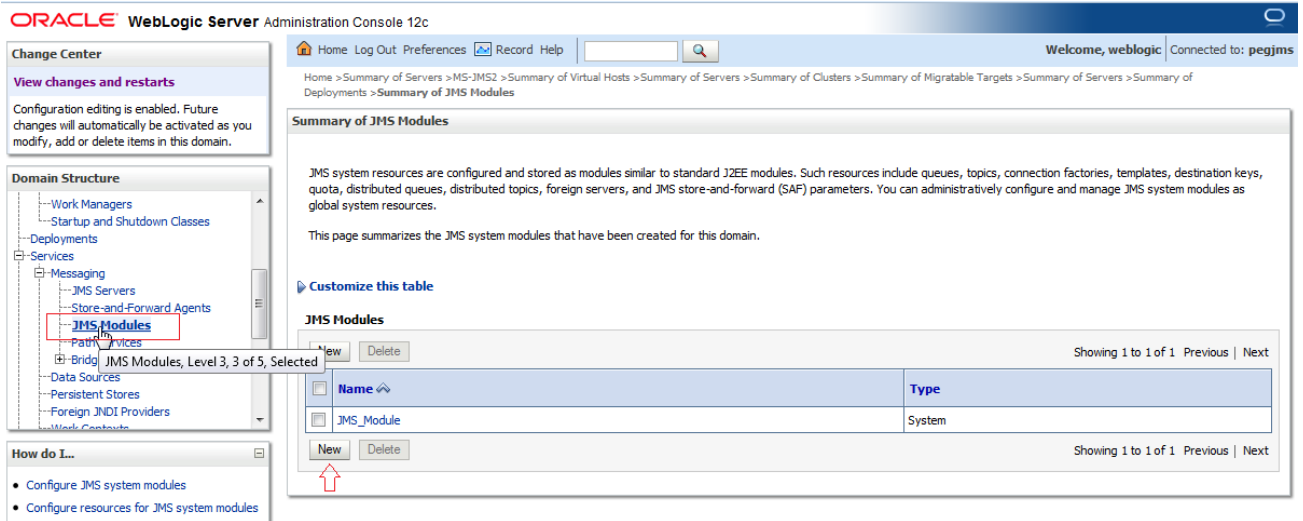 ORACLE WebLogic Server Administration Console 12c
Change Center
View changes and restarts
Configuration editing is enabled. Future
changes will automatically be activated as you
modify, add or delete items in this domain.
Domain Structure
Work Managers
Startup and Shutdown Classes
Deployments
Services
Messaging
JMS Servers
Store-and-Forward Agents
JMS Modules
Bridg
JMS Modules, Level 3, 3 of 5, Selected
Data Sources
Persistent Stores
Foreign JNDI Providers
Work Contexts
How do I...
Configure JMS system modules
Configure resources for JMS system modules
Home Log Out Preferences Record Help
Welcome, weblogic Connected to: pegjms
Home >Summary of Servers >MS-JMS2 >Summary of Virtual Hosts >Summary of Servers >Summary of Clusters >Summary of Migratable Targets >Summary of Servers >Summary of
Deployments >Summary of JMS Modules
Summary of JMS Modules
JMS system resources are configured and stored as modules similar to standard J2EE modules. Such resources include queues, topics, connection factories, templates, destination keys,
quota, distributed queues, distributed topics, foreign servers, and JMS store-and-forward (SAF) parameters. You can administratively configure and manage JMS system modules as
global system resources.
This page summarizes the JMS system modules that have been created for this domain.
Customize this table
JMS Modules
New Delete Showing 1 to 1 of 1 Previous | Next
Name Type
JMS_Module System
New Delete Showing 1 to 1 of 1 Previous | Next